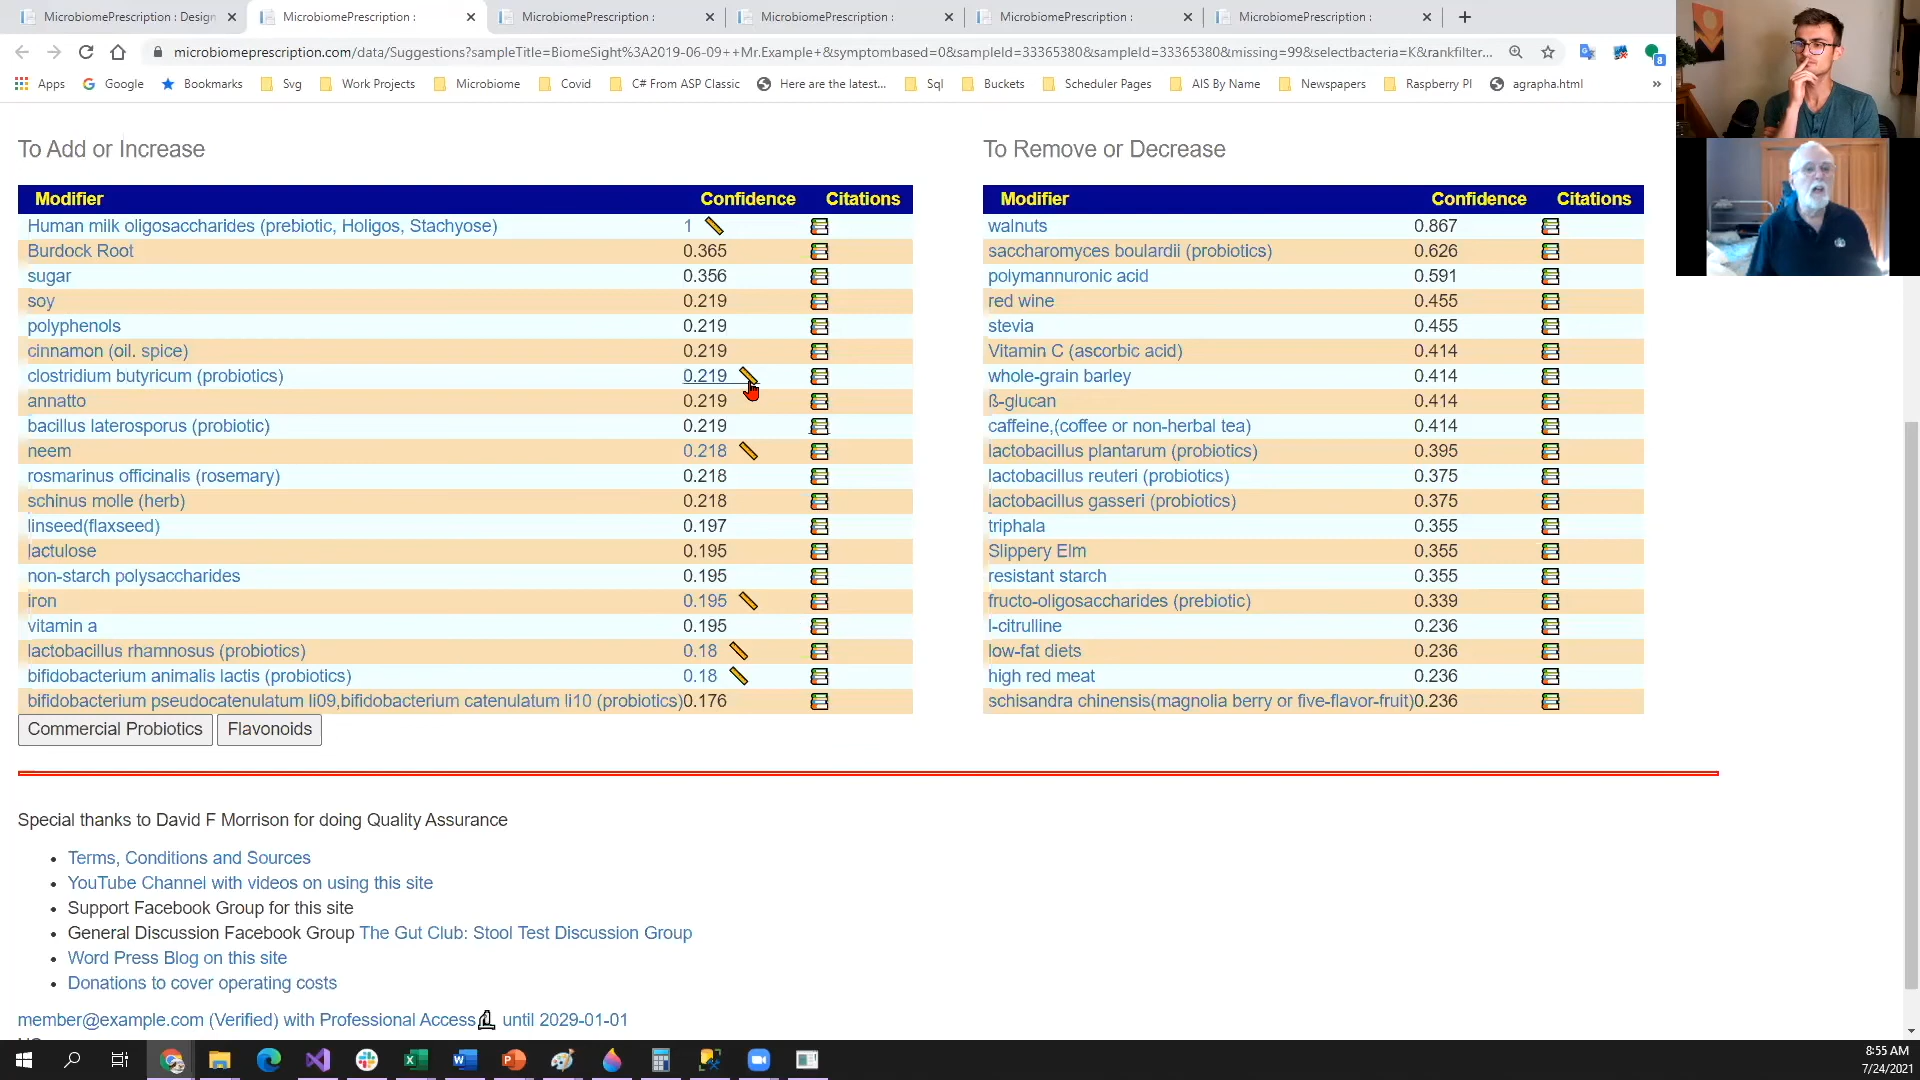 MicrobiomePrescription : Design
MicrobiomePrescription :
MicrobiomePrescription :
MicrobiomePrescription :
MicrobiomePrescription :
MicrobiomePrescription :
microbiomeprescription.com/data/Suggestions?sampleTitle=BiomeSight%3A2019-06-09++Mr.Example+&symptombased=0&sampleId=33365380&sampleId=33365380&missing=99&selectbacteria=K&rankfilter...
8
Apps Google Bookmarks Svg Work Projects Microbiome Covid C# From ASP Classic Here are the latest... Sql Buckets Scheduler Pages AIS By Name Newspapers Raspberry PI agrapha.html »
To Add or Increase
Modifier Confidence Citations
Human milk oligosaccharides (prebiotic, Holigos, Stachyose) 1
Burdock Root 0.365
sugar 0.356
soy 0.219
polyphenols 0.219
cinnamon (oil. spice) 0.219
clostridium butyricum (probiotics) 0.219
annatto 0.219
bacillus laterosporus (probiotic) 0.219
neem 0.218
rosmarinus officinalis (rosemary) 0.218
schinus molle (herb) 0.218
linseed(flaxseed) 0.197
lactulose 0.195
non-starch polysaccharides 0.195
iron 0.195
vitamin a 0.195
lactobacillus rhamnosus (probiotics) 0.18
bifidobacterium animalis lactis (probiotics) 0.18
bifidobacterium pseudocatenulatum li09,bifidobacterium catenulatum li10 (probiotics) 0.176
Commercial Probiotics Flavonoids
To Remove or Decrease
Modifier Confidence Citations
walnuts 0.867
saccharomyces boulardii (probiotics) 0.626
polymannuronic acid 0.591
red wine 0.455
stevia 0.455
Vitamin C (ascorbic acid) 0.414
whole-grain barley 0.414
ß-glucan 0.414
caffeine,(coffee or non-herbal tea) 0.414
lactobacillus plantarum (probiotics) 0.395
lactobacillus reuteri (probiotics) 0.375
lactobacillus gasseri (probiotics) 0.375
triphala 0.355
Slippery Elm 0.355
resistant starch 0.355
fructo-oligosaccharides (prebiotic) 0.339
l-citrulline 0.236
low-fat diets 0.236
high red meat 0.236
schisandra chinensis(magnolia berry or five-flavor-fruit) 0.236
Special thanks to David F Morrison for doing Quality Assurance
• Terms, Conditions and Sources
• YouTube Channel with videos on using this site
• Support Facebook Group for this site
• General Discussion Facebook Group The Gut Club: Stool Test Discussion Group
• Word Press Blog on this site
• Donations to cover operating costs
member@example.com (Verified) with Professional Access until 2029-01-01
8:55 AM
7/24/2021